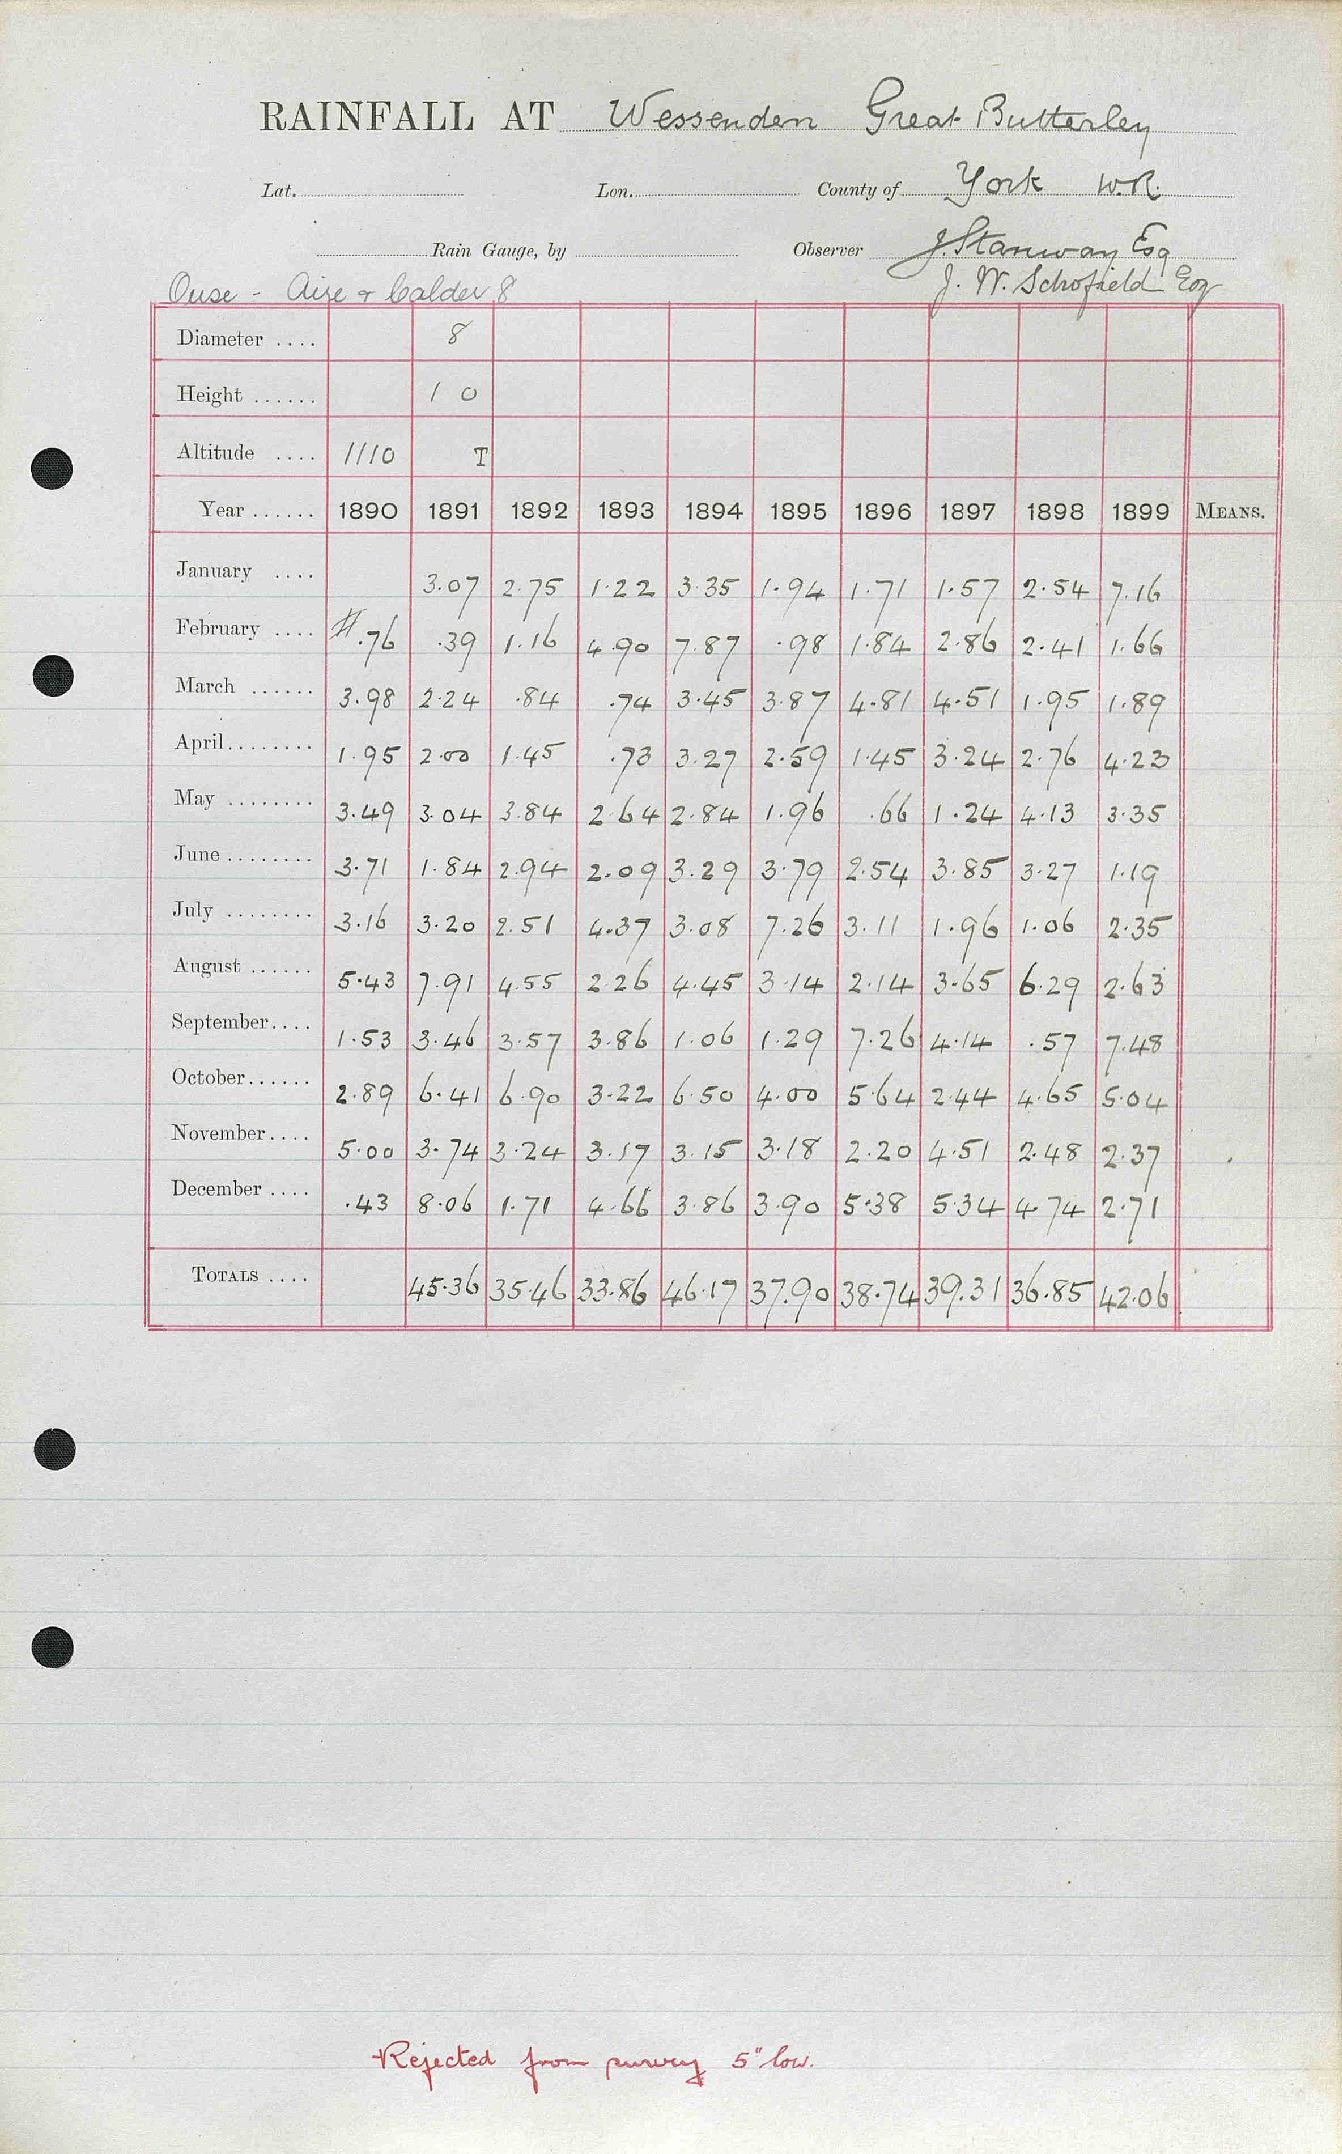 RAINFALL AT Wessenden Great Butterley
Lat. Lon. County of York W.R.
Rain Gauge, by Observer J. Stanway Esq
Ouse - Aire & Calder 8 J. W. Schofield Esq
Diameter .... 8
Height ...... 1 0
Altitude .... 1110 T
Year ...... 1890 1891 1892 1893 1894 1895 1896 1897 1898 1899 MEANS.
January .... 3.07 2.75 1.22 3.35 1.94 1.71 1.57 2.54 7.16
February .... .76 .39 1.16 4.90 7.87 .98 1.84 2.86 2.41 1.66
March ...... 3.98 2.24 .84 .74 3.45 3.87 4.81 4.51 1.95 1.89
April........ 1.95 2.00 1.45 .73 3.27 2.59 1.45 3.24 2.76 4.23
May ........ 3.49 3.04 3.84 2.64 2.84 1.96 .66 1.24 4.13 3.35
June ........ 3.71 1.84 2.94 2.09 3.29 3.79 2.54 3.85 3.27 1.19
July ........ 3.16 3.20 2.51 4.37 3.08 7.26 3.11 1.96 1.06 2.35
August ...... 5.43 7.91 4.55 2.26 4.45 3.14 2.14 3.65 6.29 2.63
September.... 1.53 3.46 3.57 3.86 1.06 1.29 7.26 4.14 .57 7.48
October...... 2.89 6.41 6.90 3.22 6.50 4.00 5.64 2.44 4.65 5.04
November.... 5.00 3.74 3.24 3.17 3.15 3.18 2.20 4.51 2.48 2.37
December .... .43 8.06 1.71 4.66 3.86 3.90 5.38 5.34 4.74 2.71
TOTALS .... 45.36 35.46 33.86 46.17 37.90 38.74 39.31 36.85 42.06
Rejected from survey 5" low.